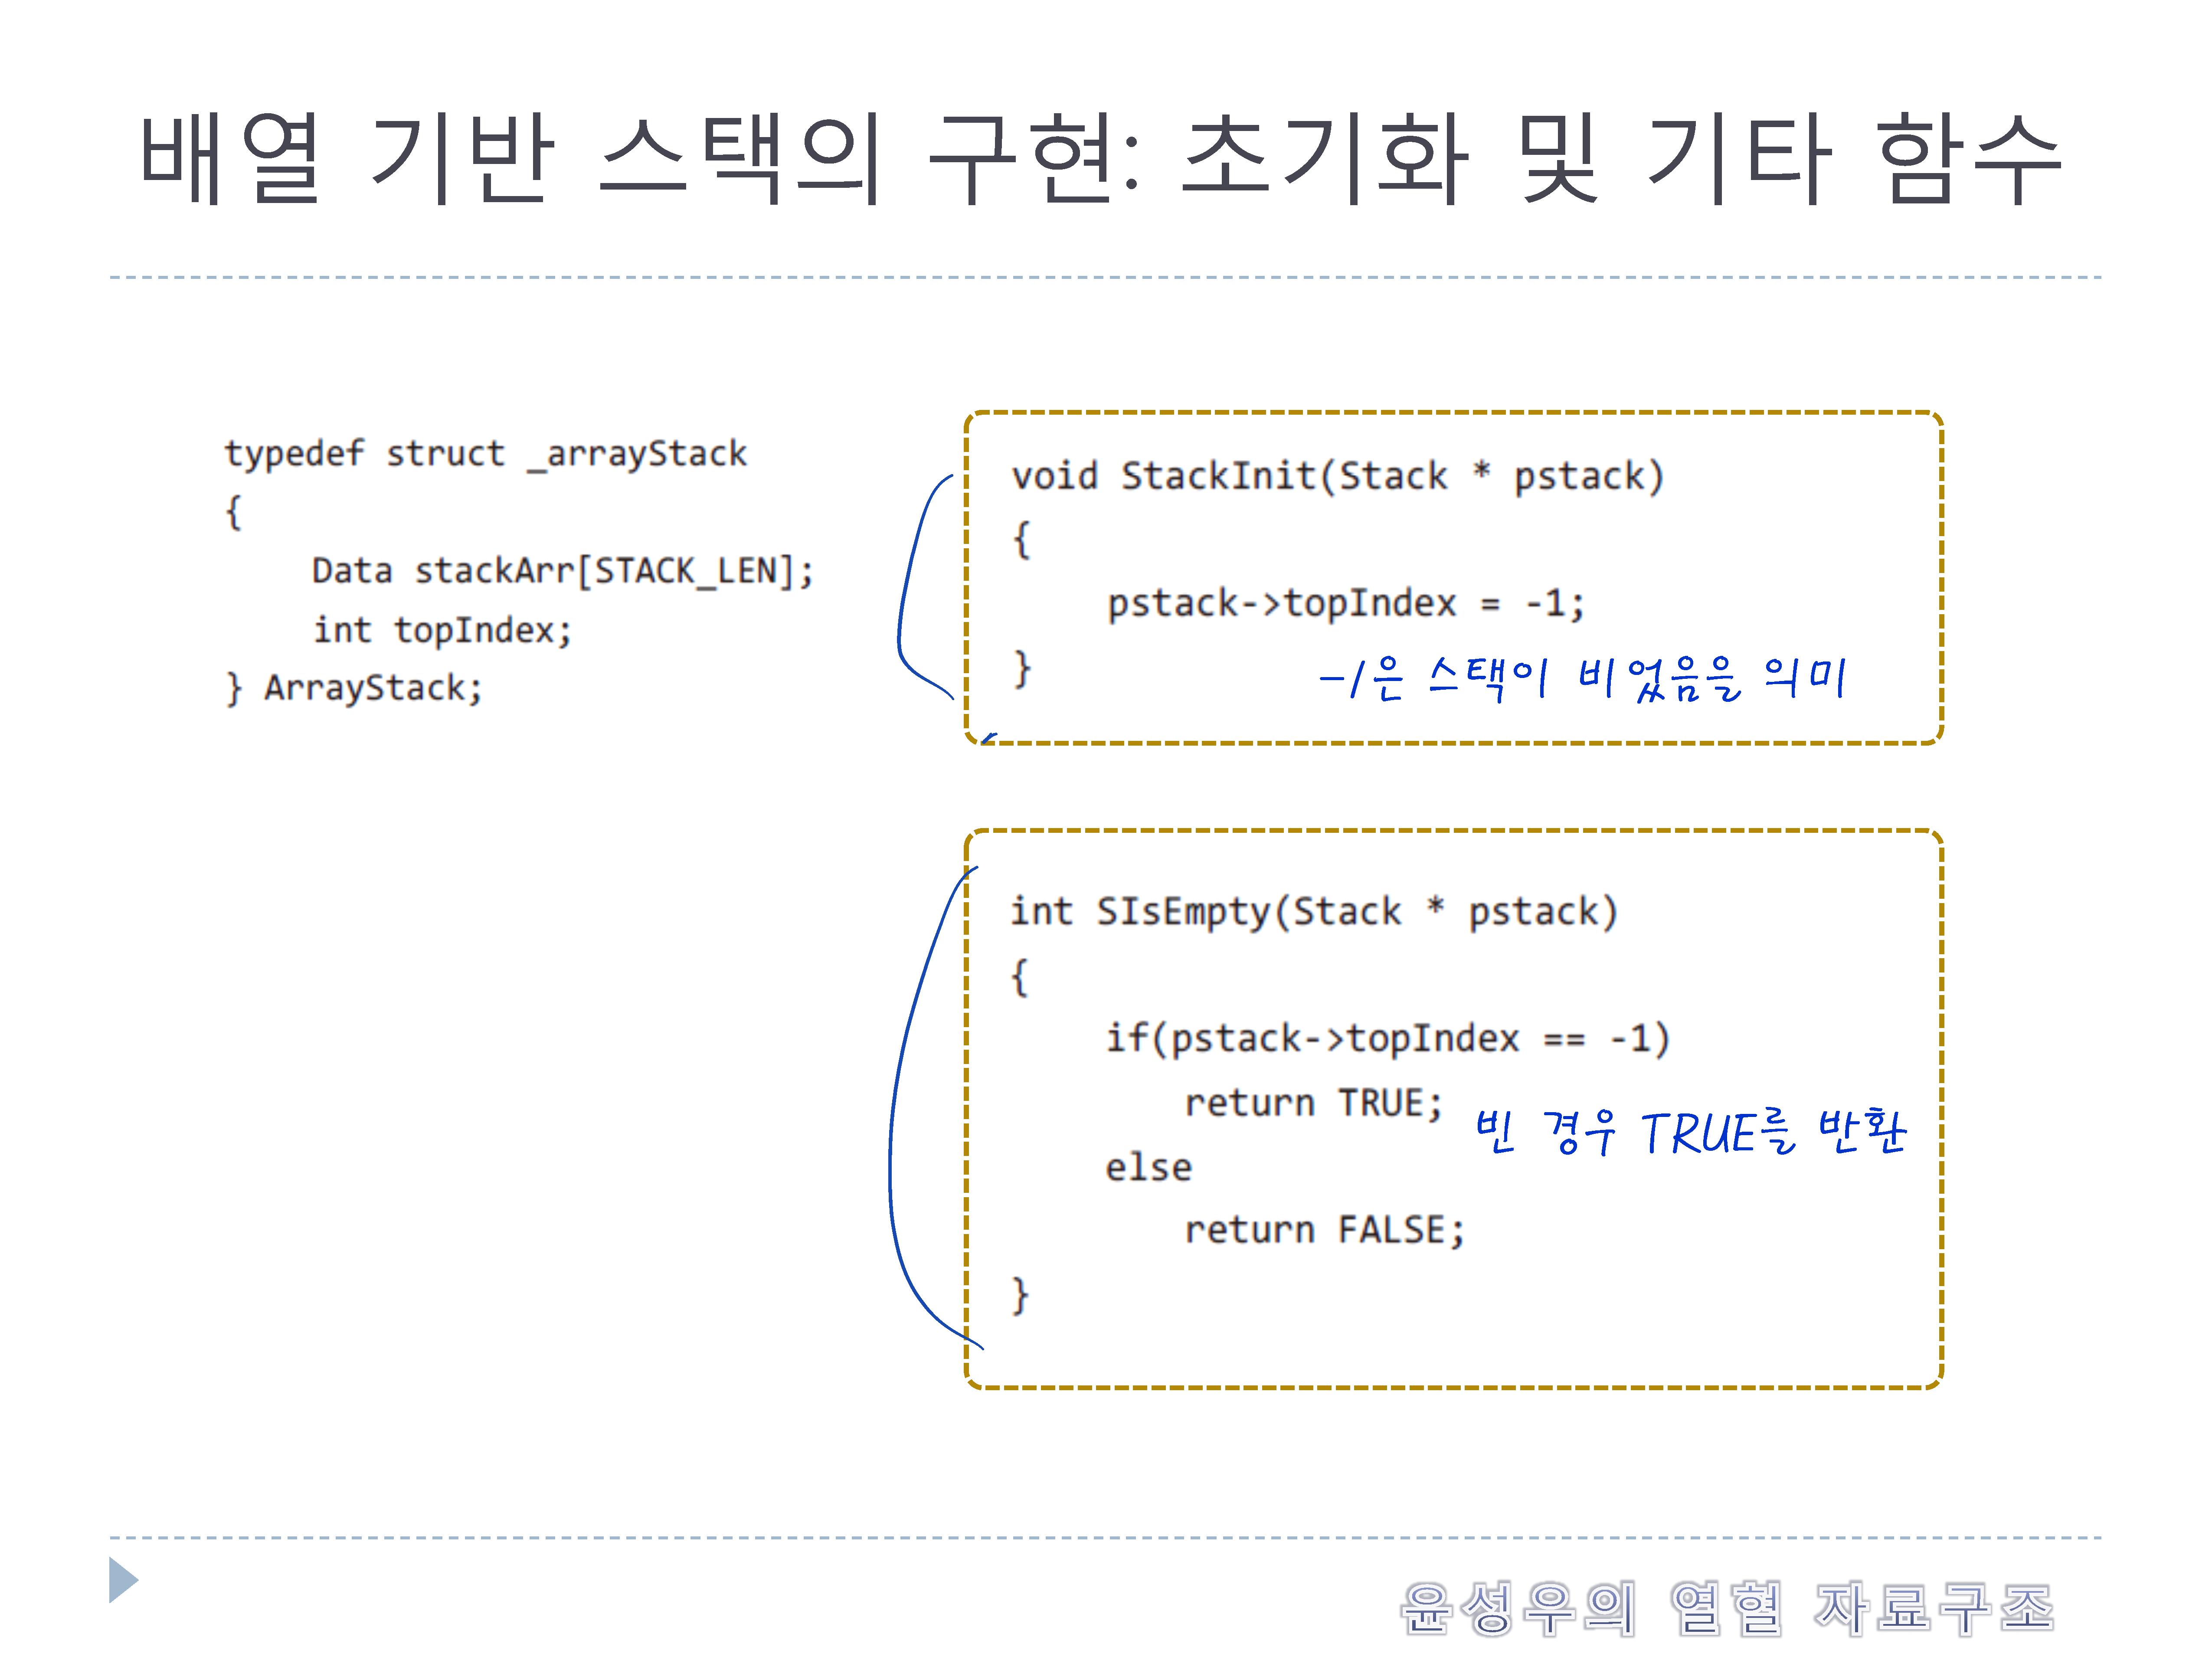 배열 기반 스택의 구현: 초기화 및 기타 함수
typedef struct _arrayStack
{
    Data stackArr[STACK_LEN];
    int topIndex;
} ArrayStack;
void StackInit(Stack * pstack)
{
    pstack->topIndex = -1;
}
-1은 스택이 비었음을 의미
int SIsEmpty(Stack * pstack)
{
    if(pstack->topIndex == -1)
        return TRUE;
빈 경우 TRUE를 반환
    else
        return FALSE;
}
윤성우의 열혈 자료구조